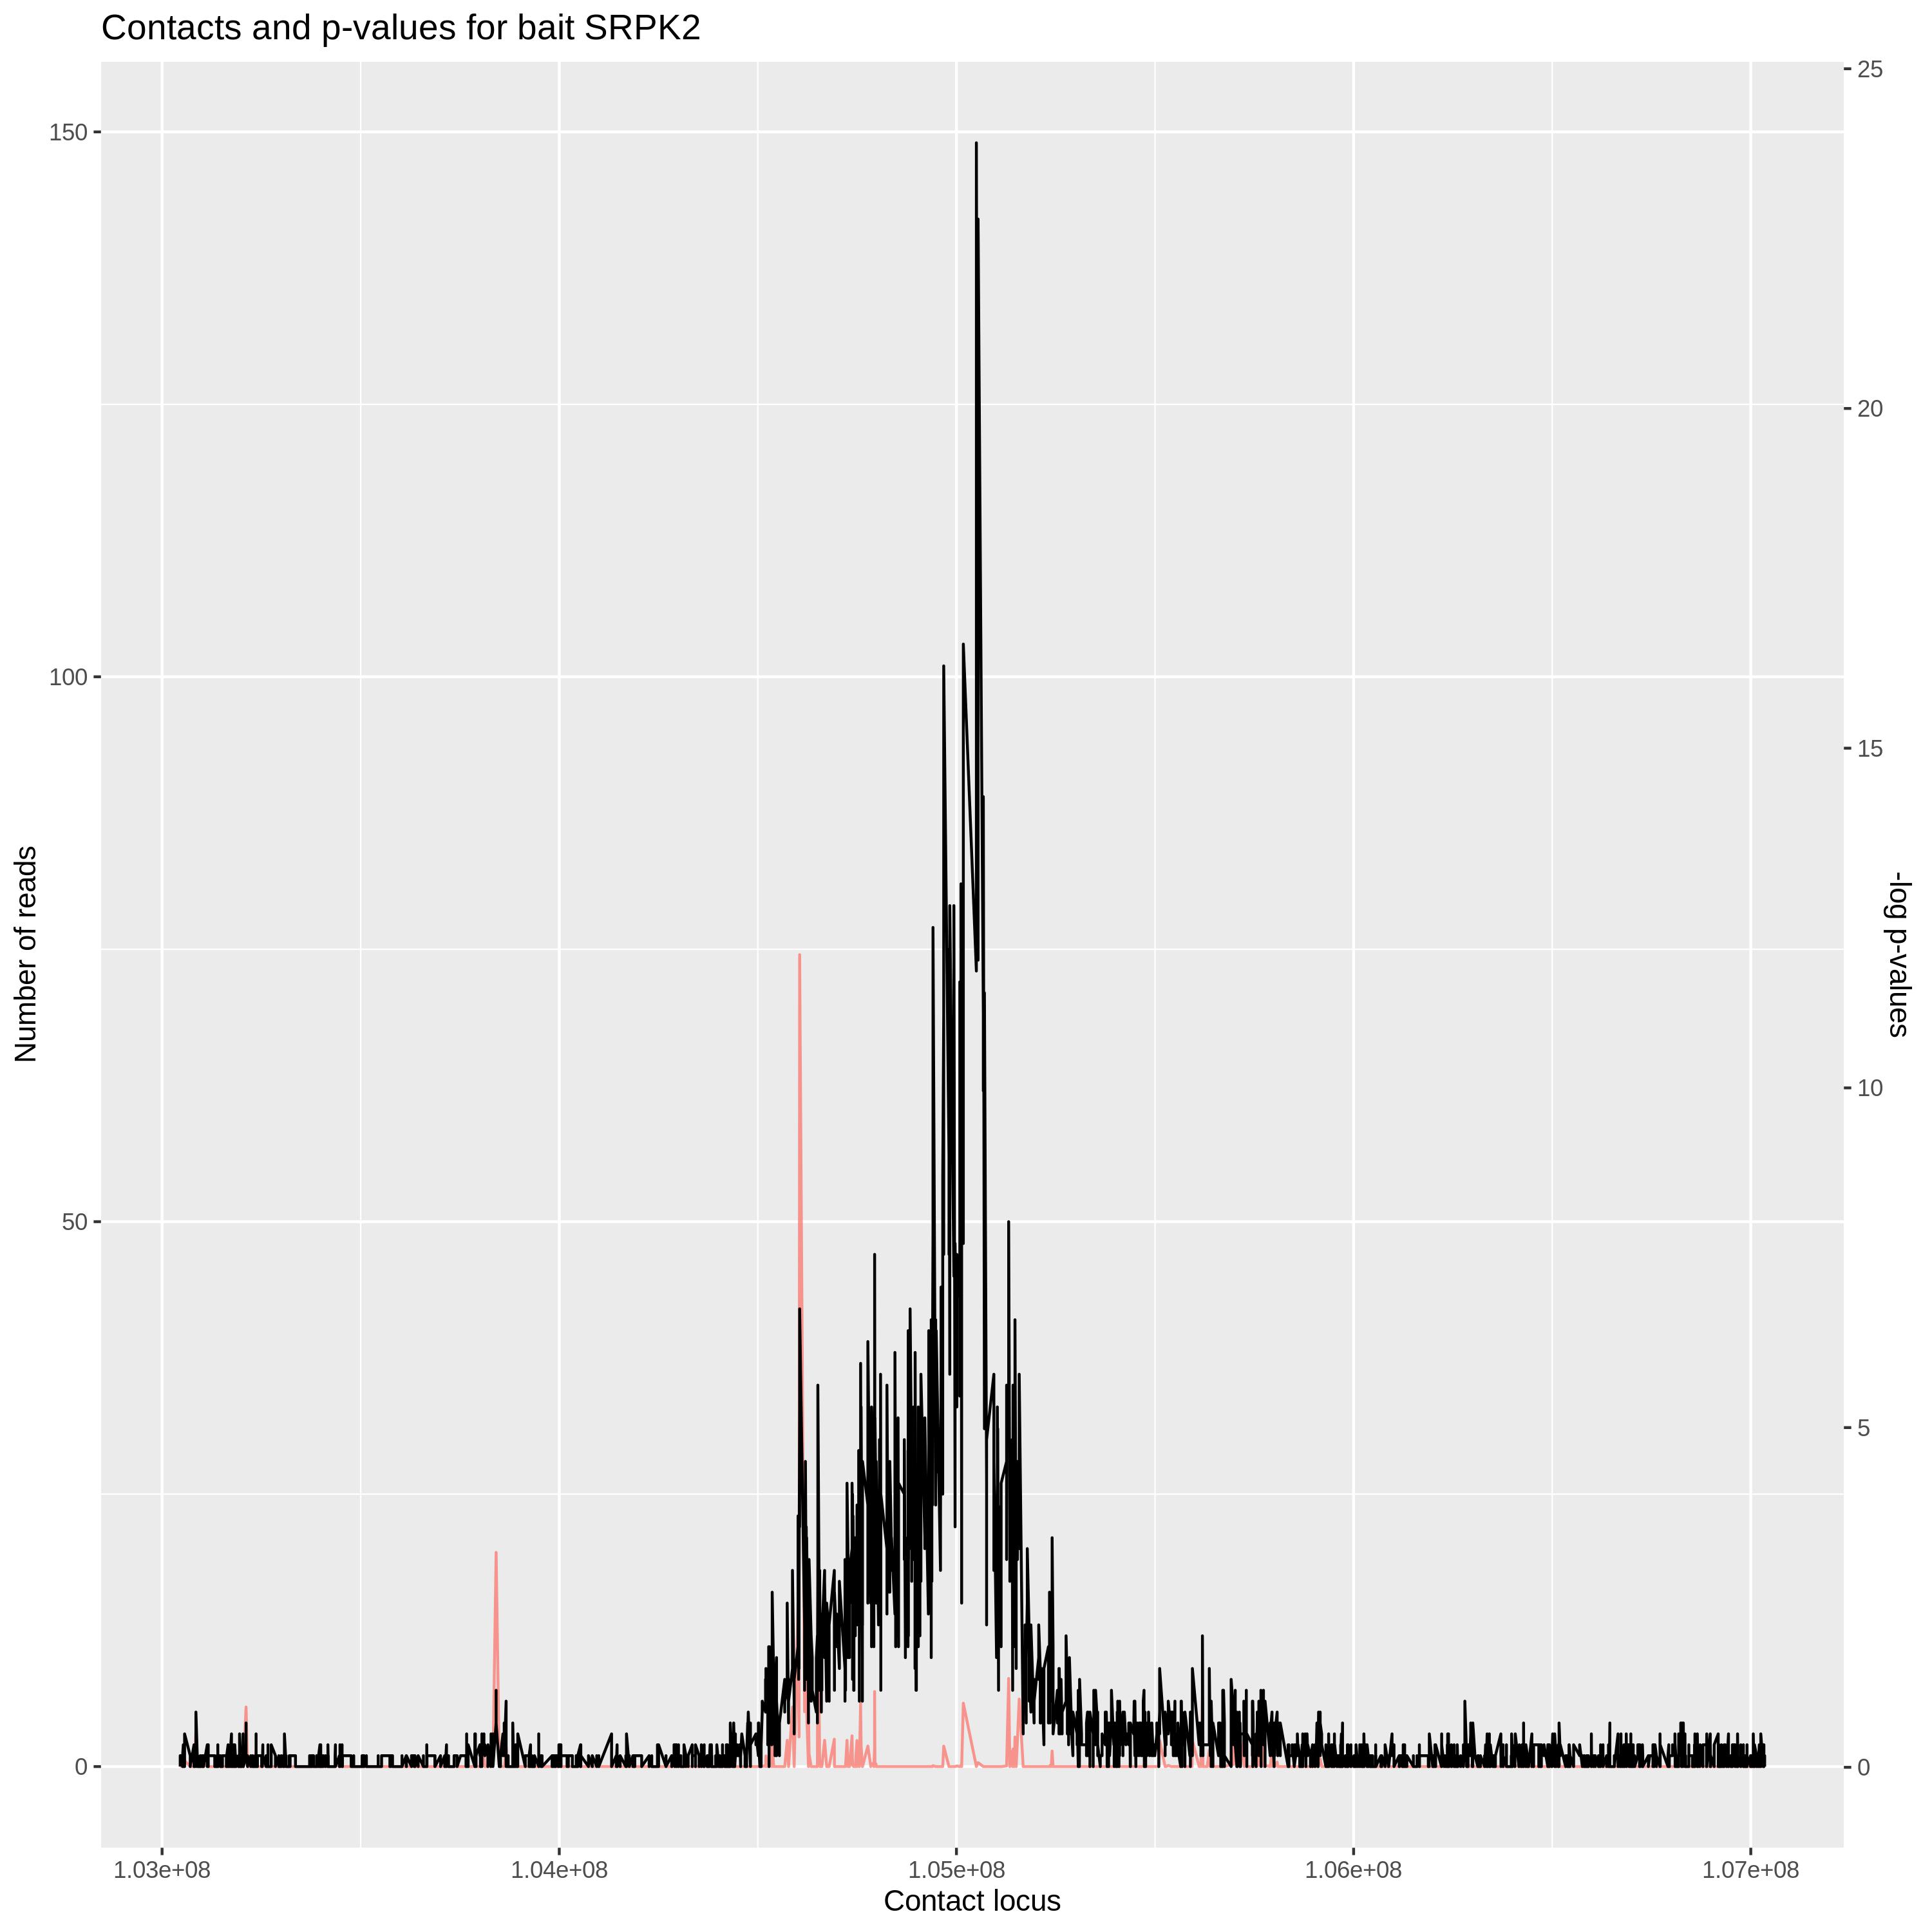 Contacts and p-values for bait SRPK2
150
100
50
0
Number of reads
25
20
15
10
5
0
-log p-values
1.03e+08 1.04e+08 1.05e+08 1.06e+08 1.07e+08
Contact locus